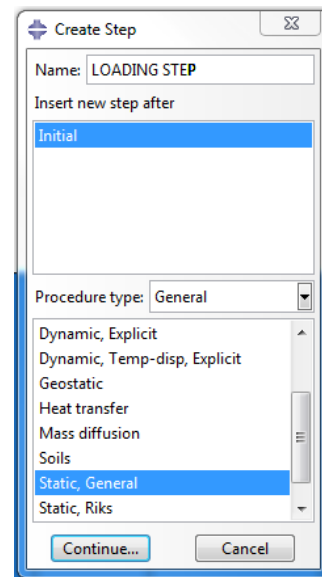 Create Step
Name: LOADING STEP
Insert new step after
Initial
Procedure type: General
Dynamic, Explicit
Dynamic, Temp-disp, Explicit
Geostatic
Heat transfer
Mass diffusion
Soils
Static, General
Static, Riks
Continue... Cancel